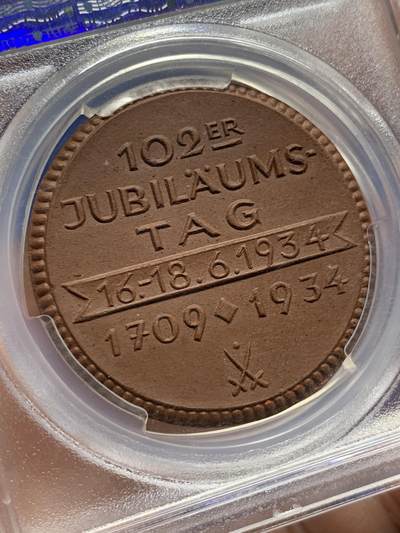 102ER
JUBILÄUMS-
TAG
16.-18.6.1934
1709 ♦ 1934